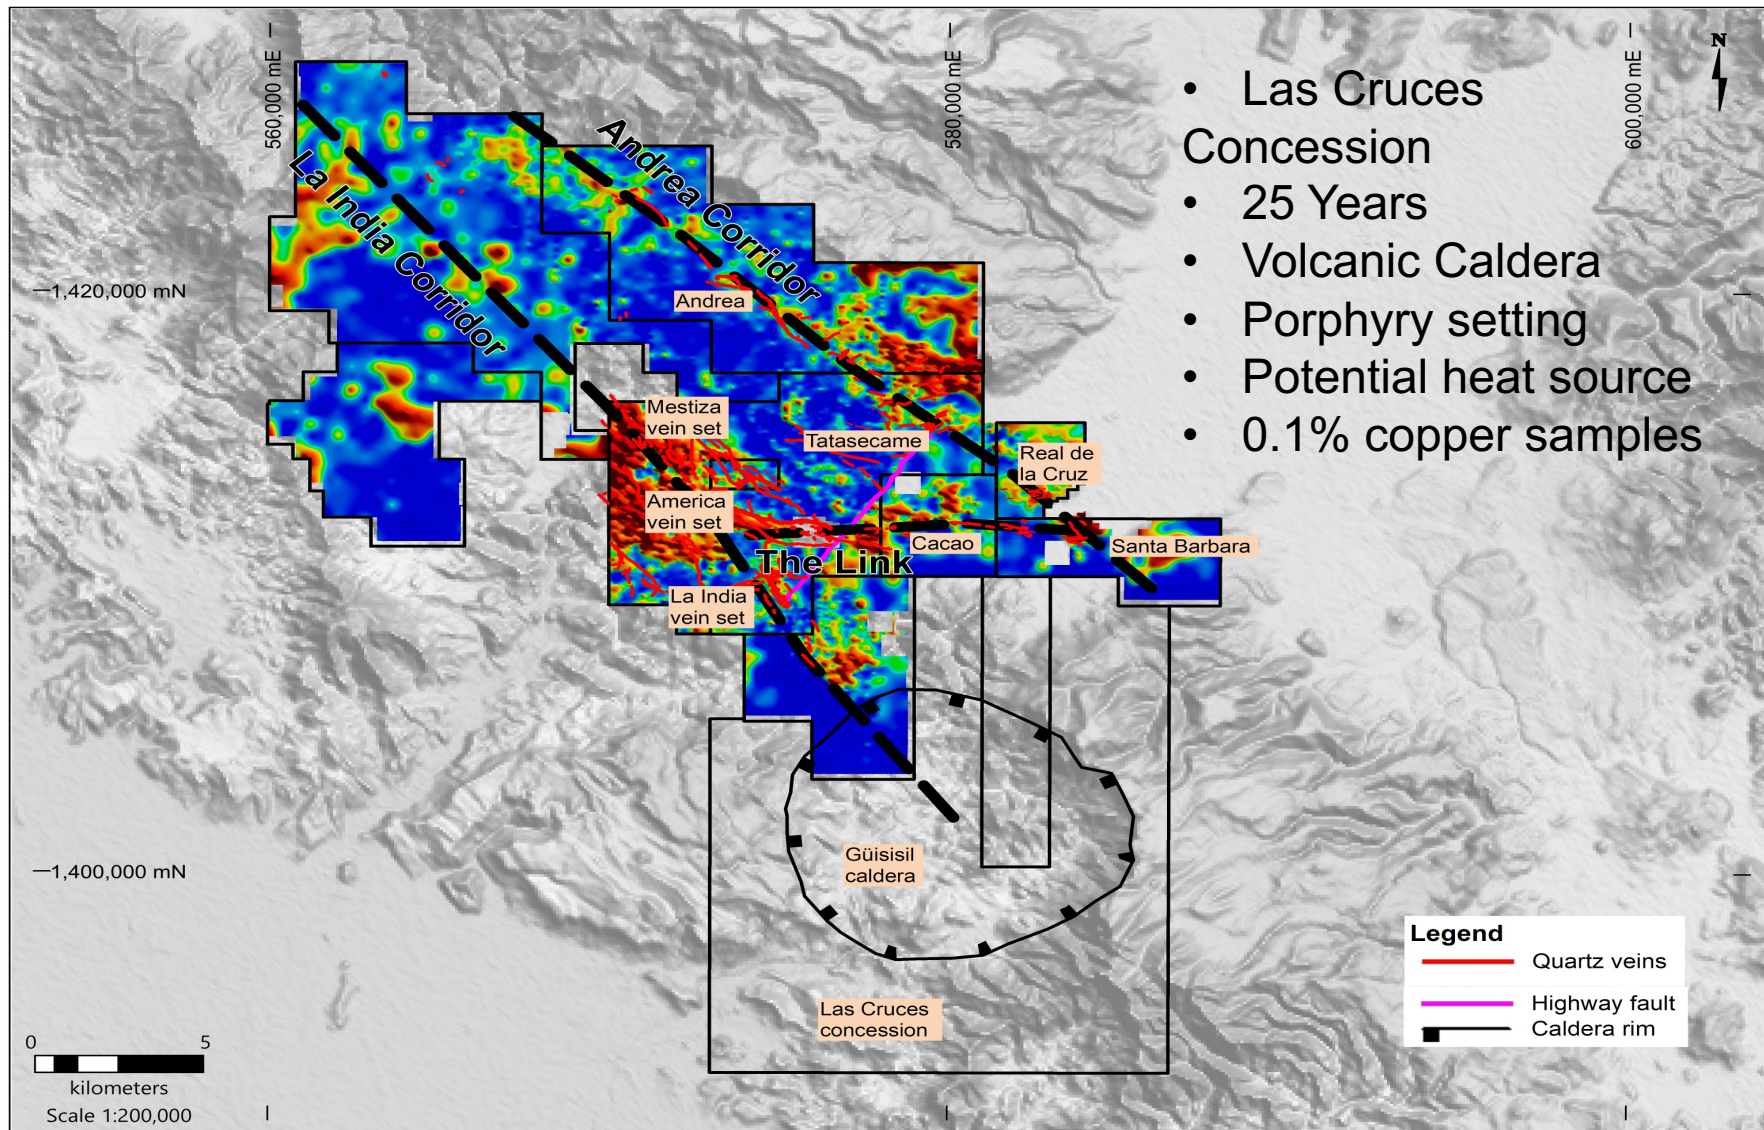 560,000 mE
580,000 mE
600,000 mE
N
• Las Cruces
Concession
• 25 Years
• Volcanic Caldera
• Porphyry setting
• Potential heat source
• 0.1% copper samples
Andrea Corridor
La India Corridor
1,420,000 mN
Andrea
Mestiza
vein set
Tatasecame
Real de
la Cruz
America
vein set
Cacao
Santa Barbara
The Link
La India
vein set
1,400,000 mN
Güisisil
caldera
Las Cruces
concession
Legend
Quartz veins
Highway fault
Caldera rim
0 5
kilometers
Scale 1:200,000